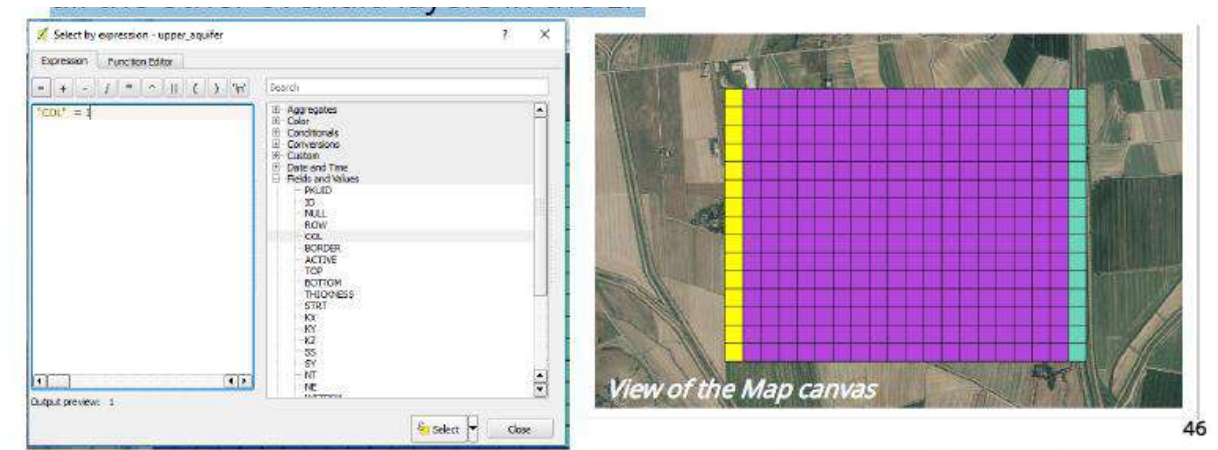 Select by expression - upper_aquifer
?
X
Expression
Function Editor
= + - / * ^ || ( ) '\n'
Search
"COL" = 1
Aggregates
Color
Conditionals
Conversions
Custom
Date and Time
Fields and Values
PKUID
ID
NULL
ROW
COL
BORDER
ACTIVE
TOP
BOTTOM
THICKNESS
STRT
KX
KY
KZ
SS
SY
NT
NE
Output preview: 1
Select
Close
View of the Map canvas
46